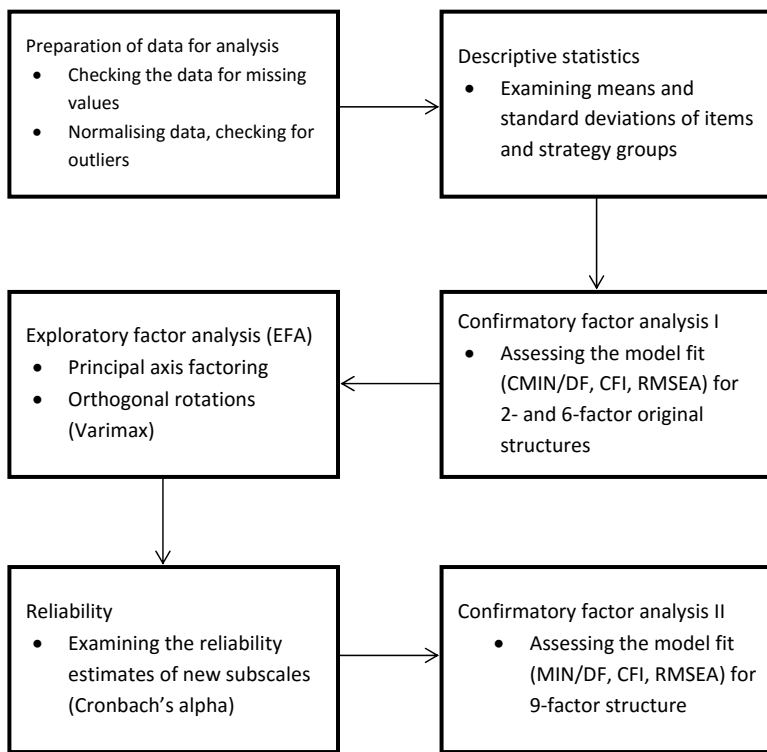 Preparation of data for analysis
• Checking the data for missing
values
• Normalising data, checking for
outliers
Descriptive statistics
• Examining means and
standard deviations of items
and strategy groups
Confirmatory factor analysis I
• Assessing the model fit
(CMIN/DF, CFI, RMSEA) for
2- and 6-factor original
structures
Exploratory factor analysis (EFA)
• Principal axis factoring
• Orthogonal rotations
(Varimax)
Reliability
• Examining the reliability
estimates of new subscales
(Cronbach’s alpha)
Confirmatory factor analysis II
• Assessing the model fit
(MIN/DF, CFI, RMSEA) for
9-factor structure